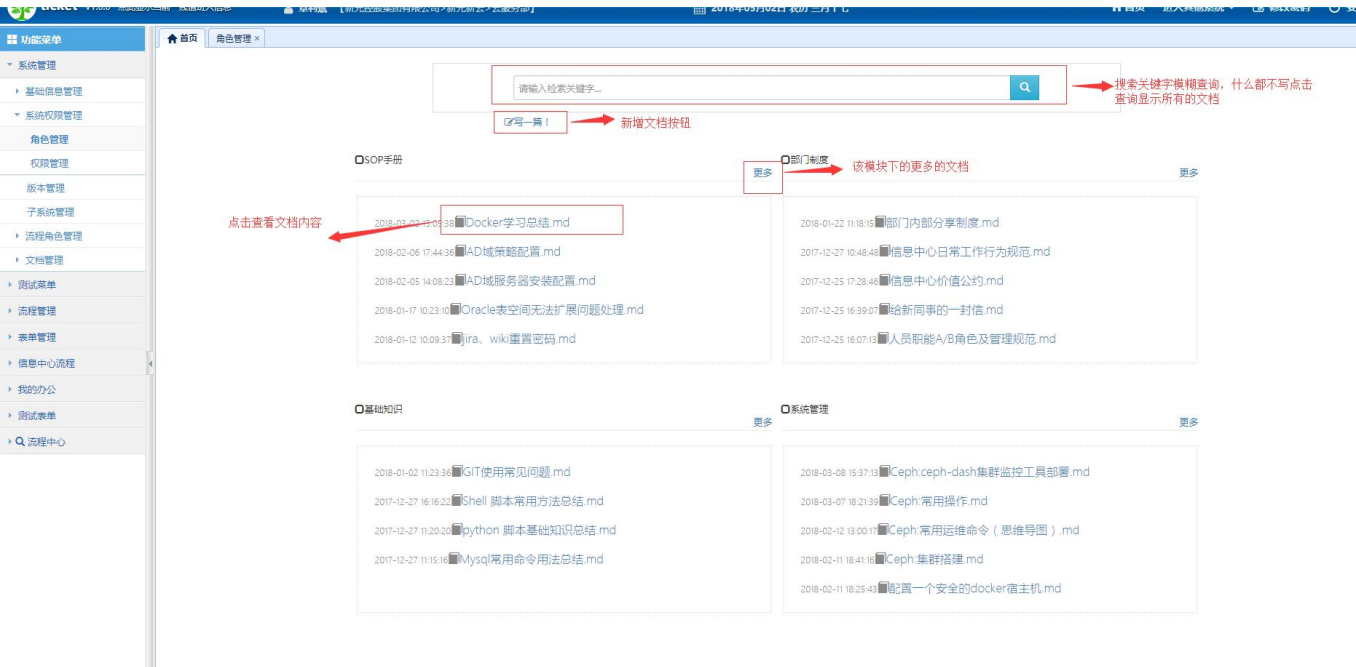 ticket
2018年05月02日 农历 三月十七
功能菜单
首页
角色管理 ×
系统管理
基础信息管理
系统权限管理
角色管理
权限管理
版本管理
子系统管理
流程角色管理
文档管理
测试菜单
流程管理
表单管理
信息中心流程
我的办公
测试表单
流程中心
请输入检索关键字...
搜索关键字模糊查询，什么都不写点击
查询显示所有的文档
写一篇！
新增文档按钮
SOP手册
更多
该模块下的更多的文档
点击查看文档内容
2018-03-02 15:05:38 Docker学习总结.md
2018-02-06 17:44:36 AD域策略配置.md
2018-02-05 14:08:23 AD域服务器安装配置.md
2018-01-17 10:23:10 Oracle表空间无法扩展问题处理.md
2018-01-12 10:09:37 jira、wiki重置密码.md
部门制度
更多
2018-01-22 11:18:15 部门内部分享制度.md
2017-12-27 10:48:48 信息中心日常工作行为规范.md
2017-12-25 17:28:46 信息中心价值公约.md
2017-12-25 16:39:07 给新同事的一封信.md
2017-12-25 16:07:13 人员职能A/B角色及管理规范.md
基础知识
更多
2018-01-02 11:23:36 GIT使用常见问题.md
2017-12-27 16:16:22 Shell 脚本常用方法总结.md
2017-12-27 11:20:20 python 脚本基础知识总结.md
2017-12-27 11:15:16 Mysql常用命令用法总结.md
系统管理
更多
2018-03-08 15:37:13 Ceph:ceph-dash集群监控工具部署.md
2018-03-07 18:21:39 Ceph:常用操作.md
2018-02-12 13:00:17 Ceph:常用运维命令（思维导图）.md
2018-02-11 18:41:16 Ceph:集群搭建.md
2018-02-11 18:25:43 配置一个安全的docker宿主机.md